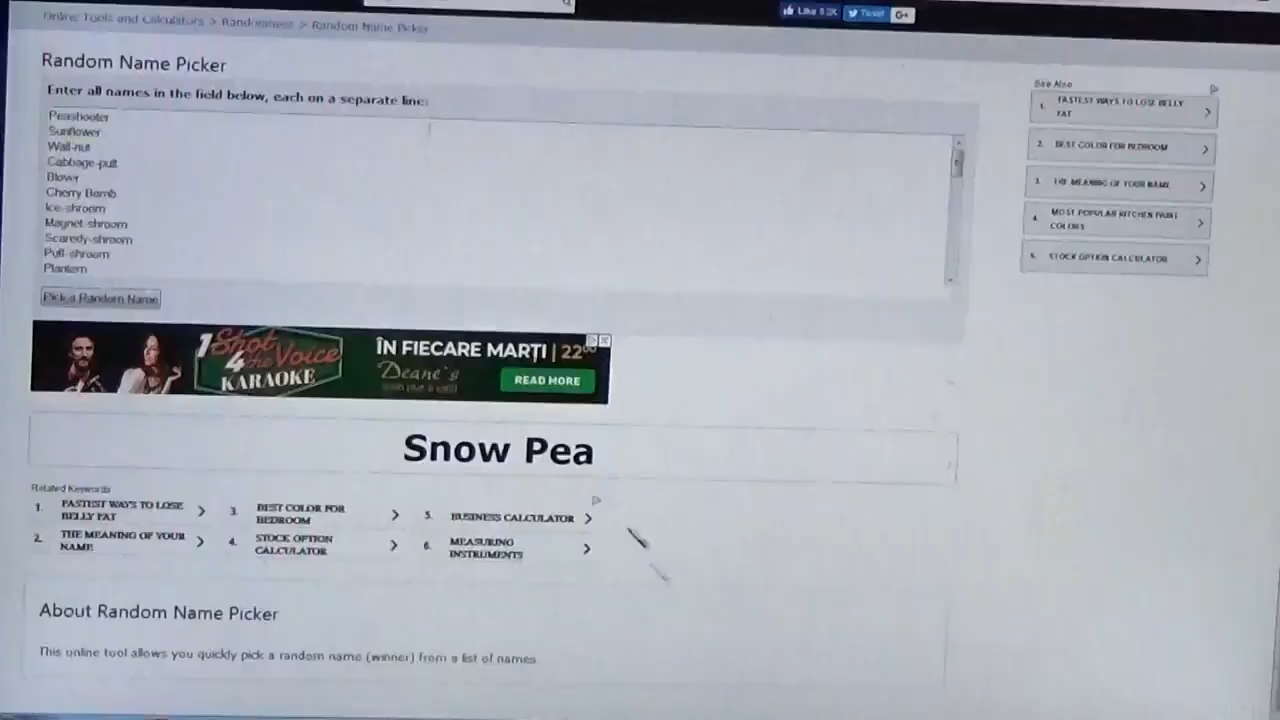 Online Tools and Calculators > Randomness > Random Name Picker
Like 5.2K Tweet G+
Random Name Picker
Enter all names in the field below, each on a separate line:
Peashooter
Sunflower
Wall-nut
Cabbage-pult
Blover
Cherry Bomb
Ice-shroom
Magnet-shroom
Scaredy-shroom
Puff-shroom
Plantern
Pick a Random Name
See Also
1. FASTEST WAYS TO LOSE BELLY
FAT
2. BEST COLOR FOR BEDROOM
3. THE MEANING OF YOUR NAME
4. MOST POPULAR KITCHEN PAINT
COLORS
5. STOCK OPTION CALCULATOR
1Shot
4 the Voice
KARAOKE
ÎN FIECARE MARȚI | 22⁰⁰
Deane's
READ MORE
Snow Pea
Related Keywords
1. FASTEST WAYS TO LOSE
BELLY FAT
2. THE MEANING OF YOUR
NAME
3. BEST COLOR FOR
BEDROOM
4. STOCK OPTION
CALCULATOR
5. BUSINESS CALCULATOR
6. MEASURING
INSTRUMENTS
About Random Name Picker
This online tool allows you quickly pick a random name (winner) from a list of names